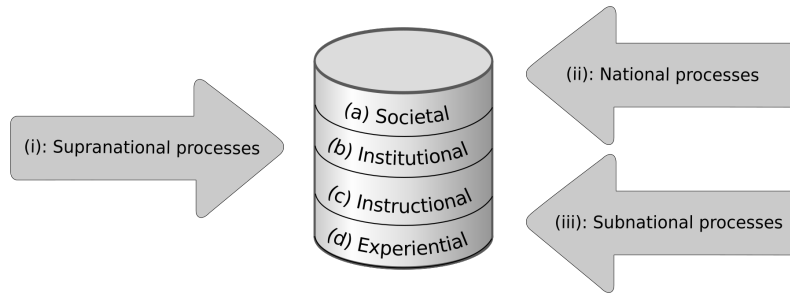 (i): Supranational processes
(a) Societal
(b) Institutional
(c) Instructional
(d) Experiential
(ii): National processes
(iii): Subnational processes